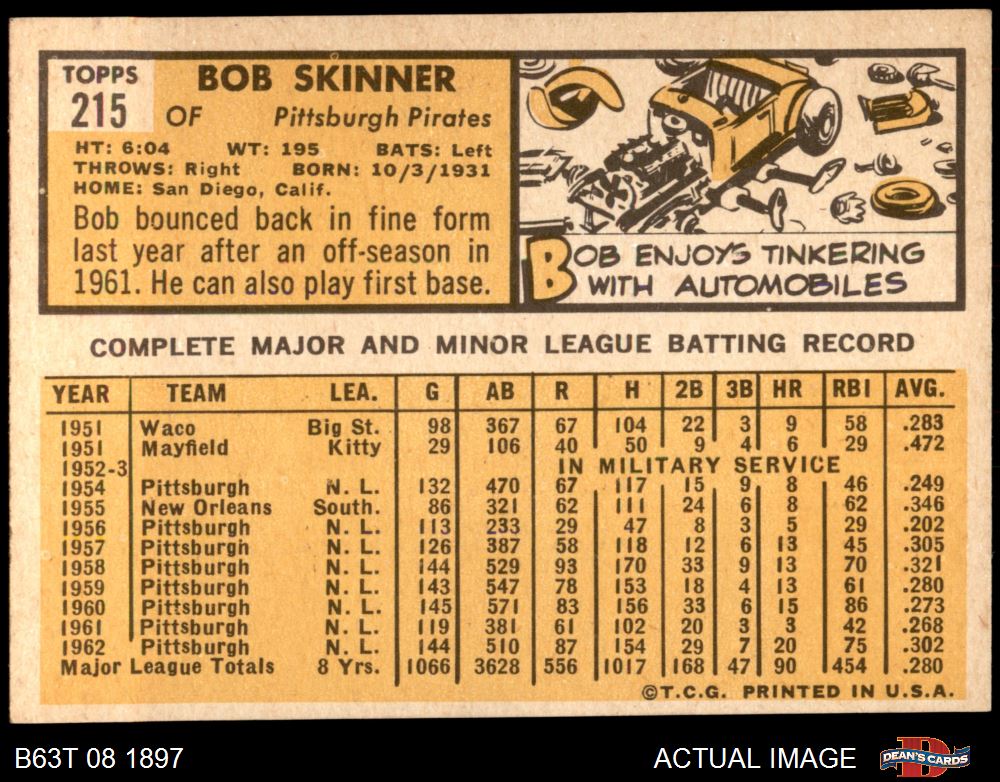 TOPPS
215
BOB SKINNER
OF Pittsburgh Pirates
HT: 6:04 WT: 195 BATS: Left
THROWS: Right BORN: 10/3/1931
HOME: San Diego, Calif.
Bob bounced back in fine form
last year after an off-season in
1961. He can also play first base.
BOB ENJOYS TINKERING
WITH AUTOMOBILES
COMPLETE MAJOR AND MINOR LEAGUE BATTING RECORD
YEAR TEAM LEA. G AB R H 2B 3B HR RBI AVG.
1951 Waco Big St. 98 367 67 104 22 3 9 58 .283
1951 Mayfield Kitty 29 106 40 50 9 4 6 29 .472
1952-3 IN MILITARY SERVICE
1954 Pittsburgh N. L. 132 470 67 117 15 9 8 46 .249
1955 New Orleans South. 86 321 62 111 24 6 8 62 .346
1956 Pittsburgh N. L. 113 233 29 47 8 3 5 29 .202
1957 Pittsburgh N. L. 126 387 58 118 12 6 13 45 .305
1958 Pittsburgh N. L. 144 529 93 170 33 9 13 70 .321
1959 Pittsburgh N. L. 143 547 78 153 18 4 13 61 .280
1960 Pittsburgh N. L. 145 571 83 156 33 6 15 86 .273
1961 Pittsburgh N. L. 119 381 61 102 20 3 3 42 .268
1962 Pittsburgh N. L. 144 510 87 154 29 7 20 75 .302
Major League Totals 8 Yrs. 1066 3628 556 1017 168 47 90 454 .280
©T.C.G. PRINTED IN U.S.A.
B63T 08 1897
ACTUAL IMAGE
DEAN'S CARDS